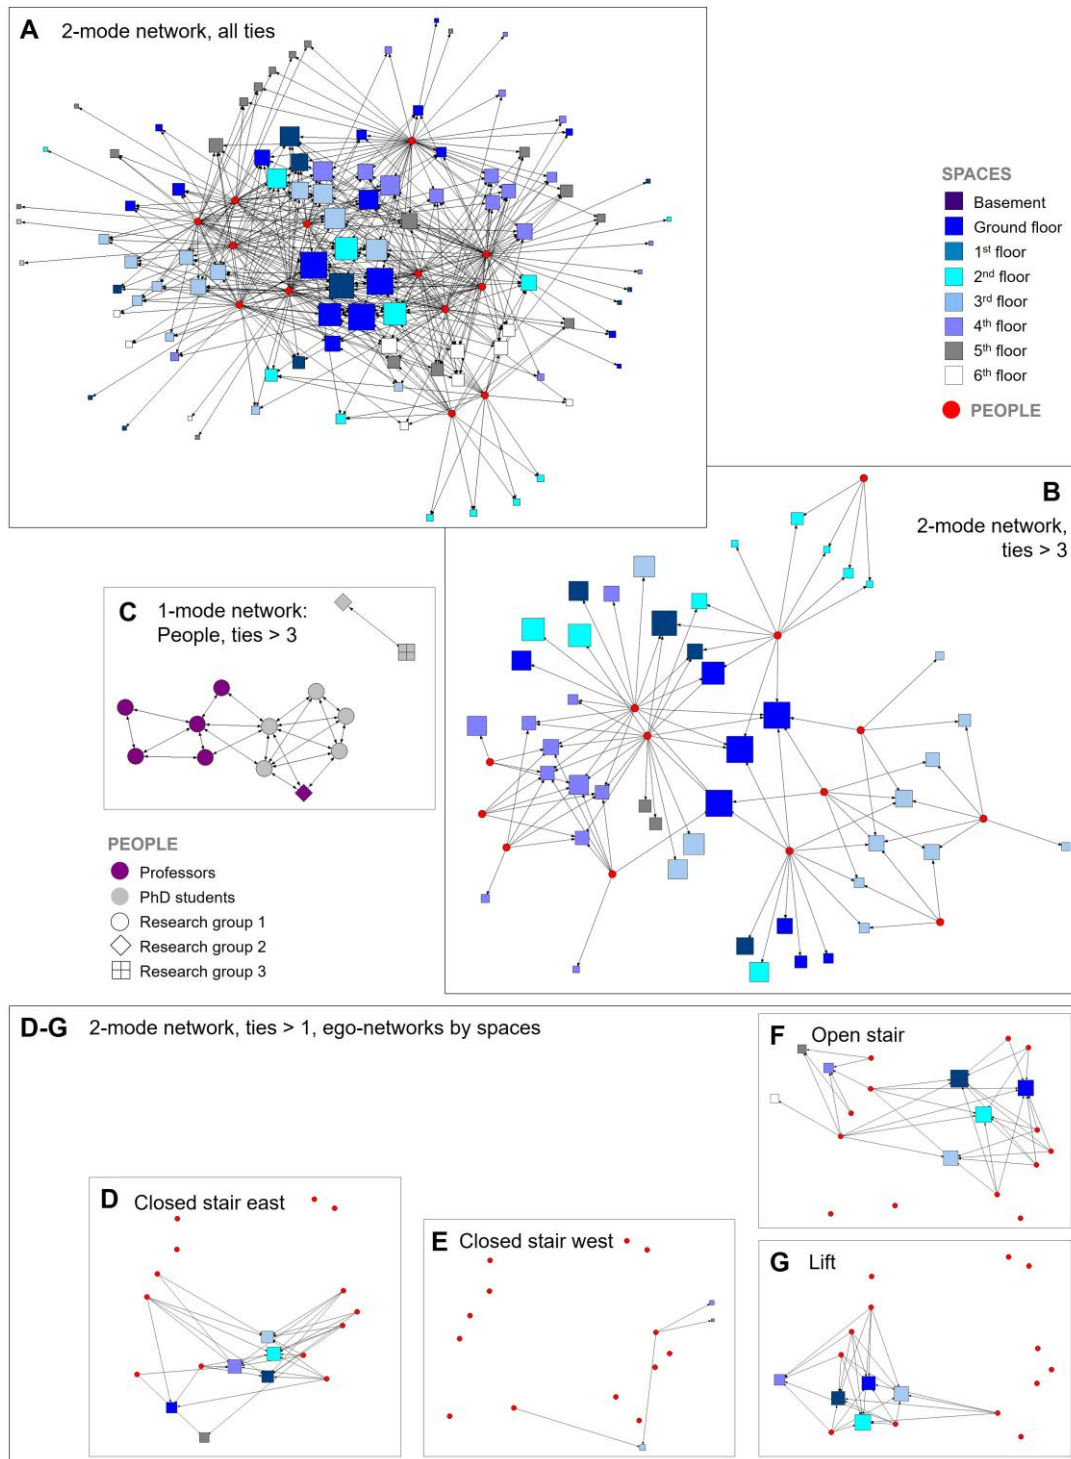 A 2-mode network, all ties
SPACES
Basement
Ground floor
1st floor
2nd floor
3rd floor
4th floor
5th floor
6th floor
PEOPLE
B
2-mode network,
ties > 3
C 1-mode network:
People, ties > 3
PEOPLE
Professors
PhD students
Research group 1
Research group 2
Research group 3
D-G 2-mode network, ties > 1, ego-networks by spaces
F Open stair
D Closed stair east
E Closed stair west
G Lift